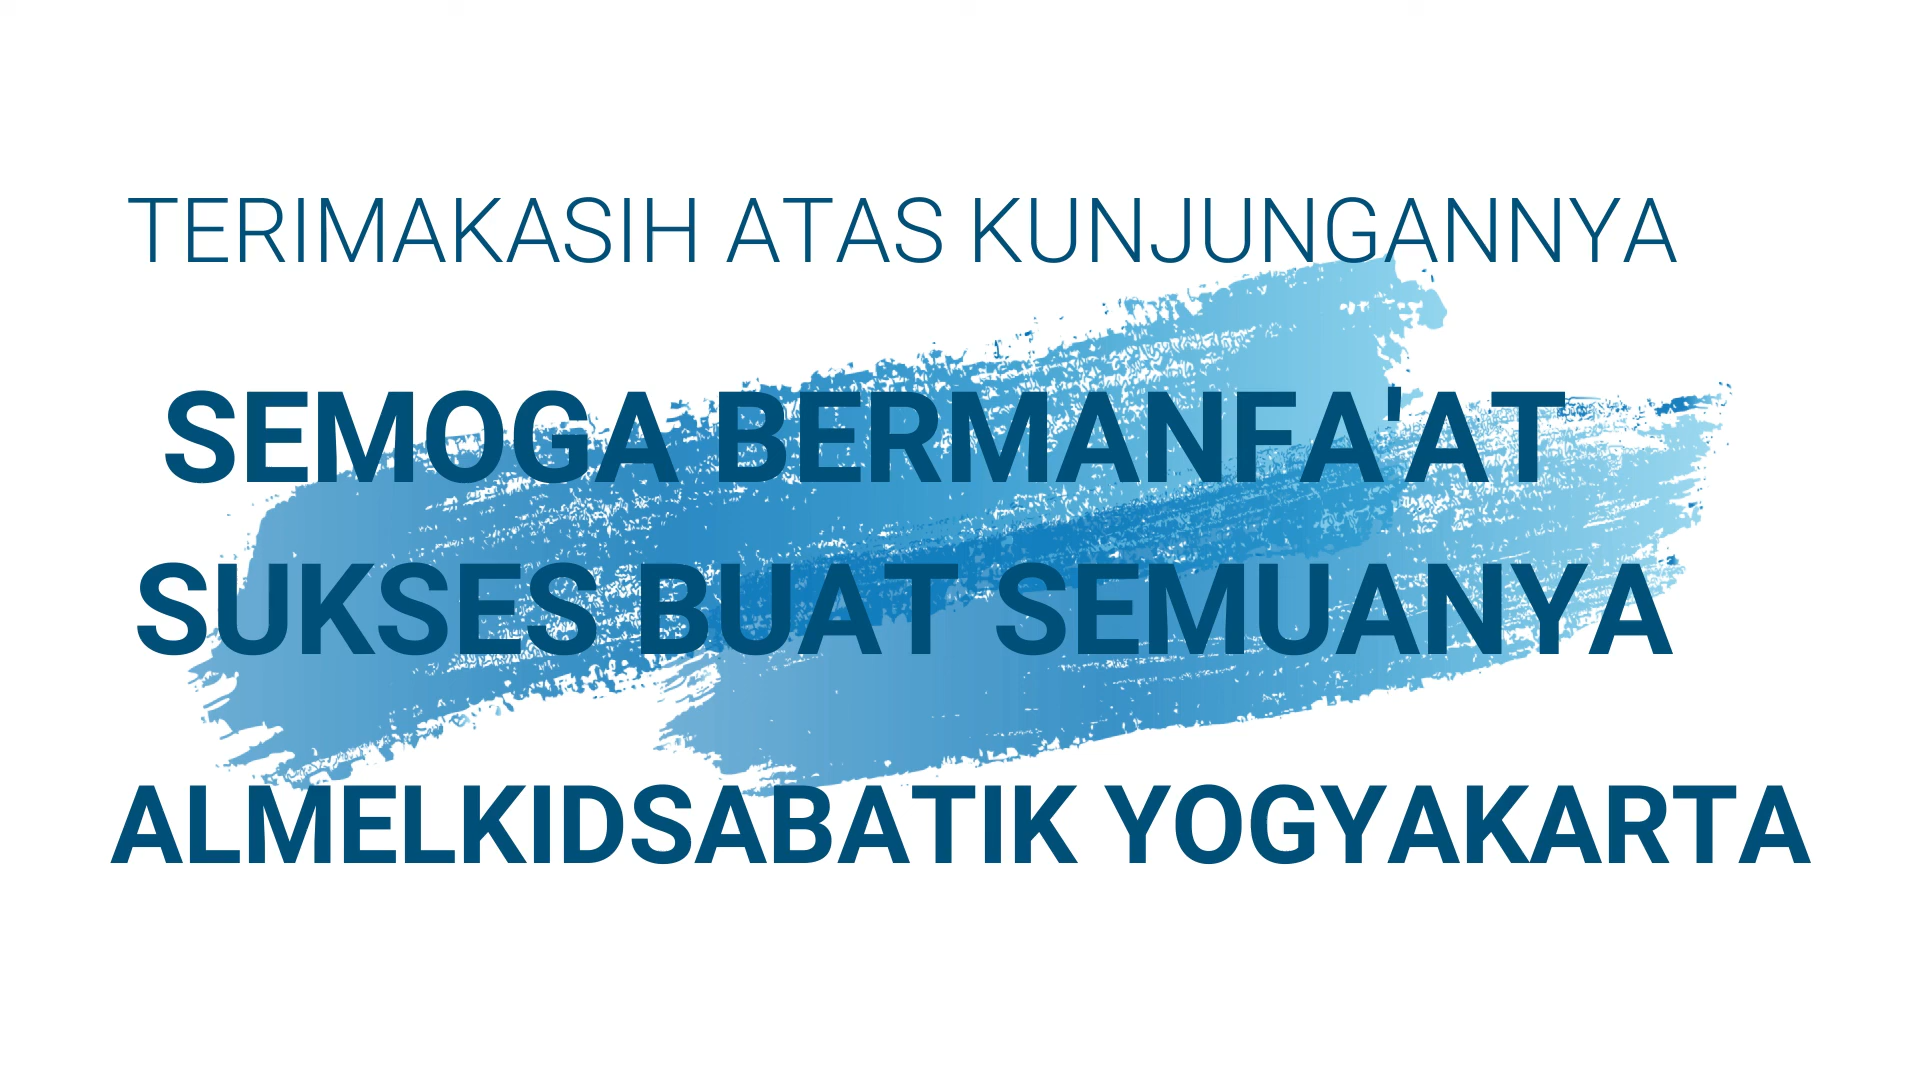 TERIMAKASIH ATAS KUNJUNGANNYA
SEMOGA BERMANFA'AT
SUKSES BUAT SEMUANYA
ALMELKIDSABATIK YOGYAKARTA